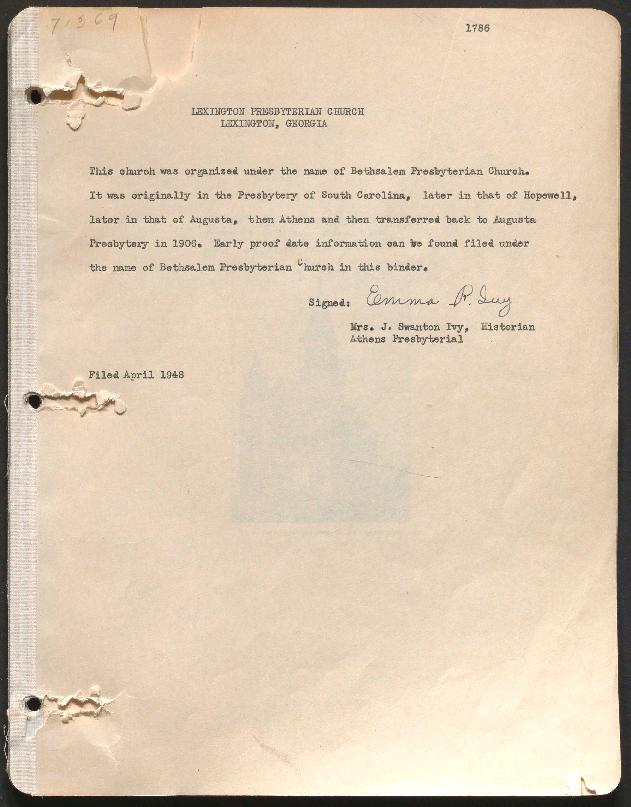 7-3 69
1786
LEXINGTON PRESBYTERIAN CHURCH
LEXINGTON, GEORGIA
This church was organized under the name of Bethsalem Presbyterian Church.
It was originally in the Presbytery of South Carolina, later in that of Hopewell,
later in that of Augusta, then Athens and then transferred back to Augusta
Presbytery in 1906. Early proof date information can be found filed under
the name of Bethsalem Presbyterian Church in this binder.
Signed: Emma R. Ivy
Mrs. J. Swanton Ivy, Historian
Athens Presbyterial
Filed April 1948